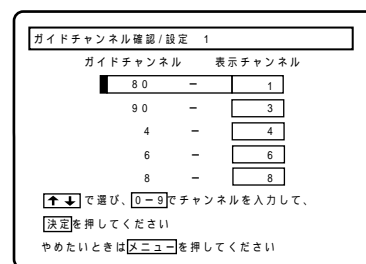 ガイドチャンネル確認/設定 1
ガイドチャンネル 表示チャンネル
80 － 1
90 － 3
4 － 4
6 － 6
8 － 8
↑↓で選び、0－9でチャンネルを入力して、
決定を押してください
やめたいときはメニューを押してください